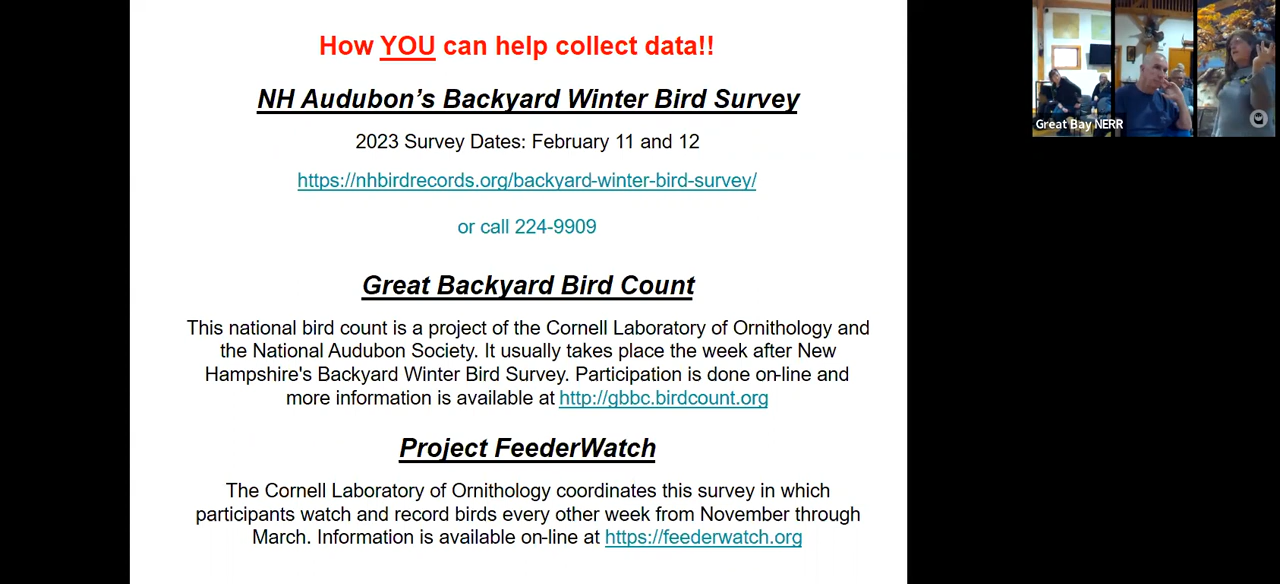 How YOU can help collect data!!
NH Audubon's Backyard Winter Bird Survey
2023 Survey Dates: February 11 and 12
https://nhbirdrecords.org/backyard-winter-bird-survey/
or call 224-9909
Great Backyard Bird Count
This national bird count is a project of the Cornell Laboratory of Ornithology and
the National Audubon Society. It usually takes place the week after New
Hampshire's Backyard Winter Bird Survey. Participation is done on-line and
more information is available at http://gbbc.birdcount.org
Project FeederWatch
The Cornell Laboratory of Ornithology coordinates this survey in which
participants watch and record birds every other week from November through
March. Information is available on-line at https://feederwatch.org
Great Bay NERR